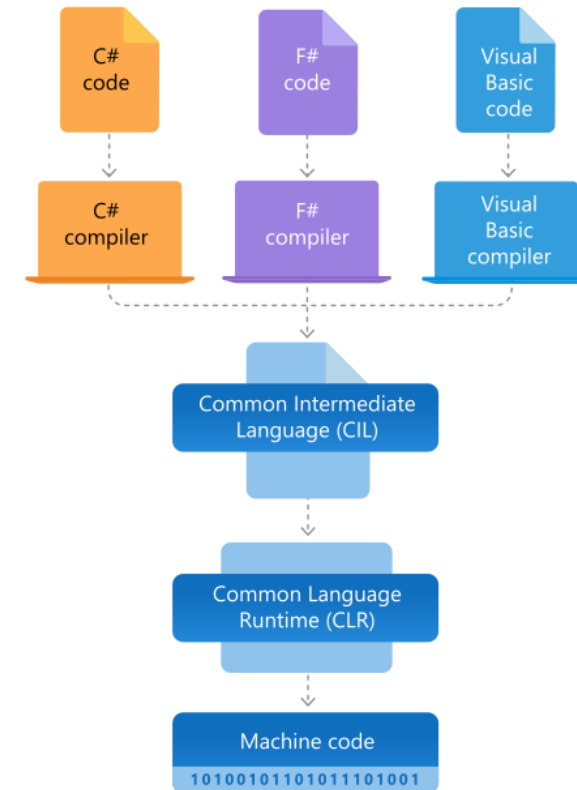 C#
code
F#
code
Visual
Basic
code
C#
compiler
F#
compiler
Visual
Basic
compiler
Common Intermediate
Language (CIL)
Common Language
Runtime (CLR)
Machine code
10100101101011101001